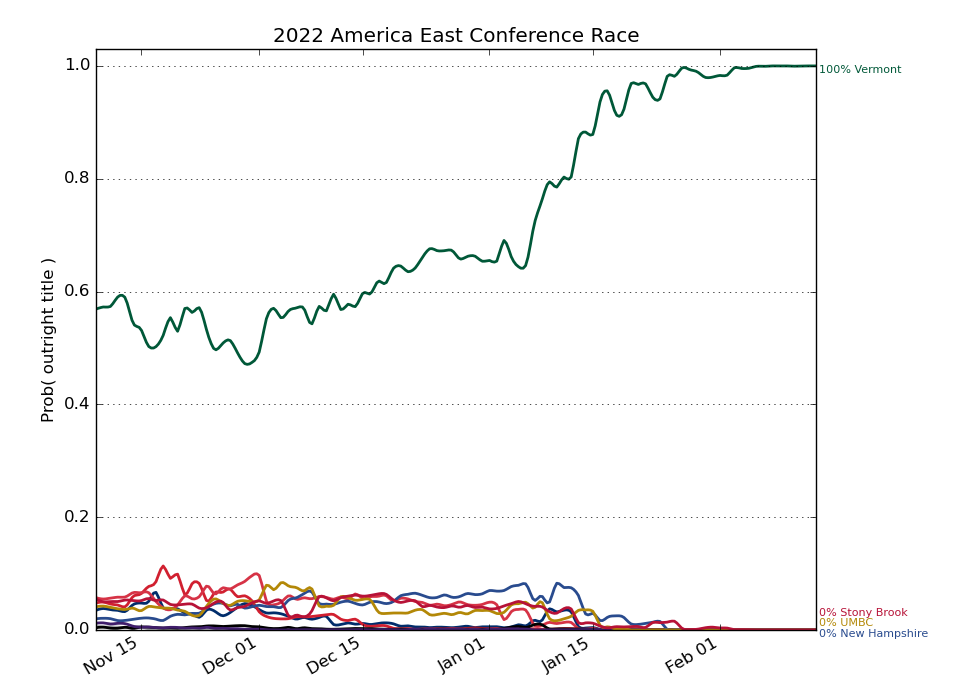 2022 America East Conference Race
1.0
100% Vermont
0.8
0.6
Prob( outright title )
0.4
0.2
0% Stony Brook
0% UMBC
0.0
0% New Hampshire
Nov 15
Dec 01
Dec 15
Jan 01
Jan 15
Feb 01